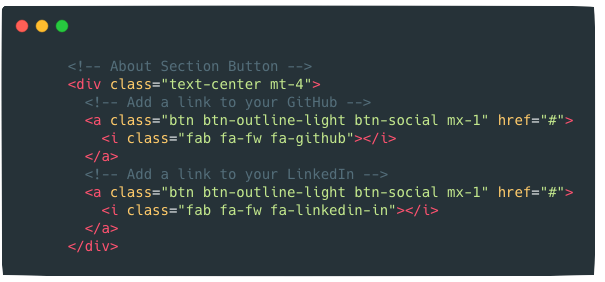 <!-- About Section Button -->
<div class="text-center mt-4">
<!-- Add a link to your GitHub -->
<a class="btn btn-outline-light btn-social mx-1" href="#">
<i class="fab fa-fw fa-github"></i>
</a>
<!-- Add a link to your LinkedIn -->
<a class="btn btn-outline-light btn-social mx-1" href="#">
<i class="fab fa-fw fa-linkedin-in"></i>
</a>
</div>